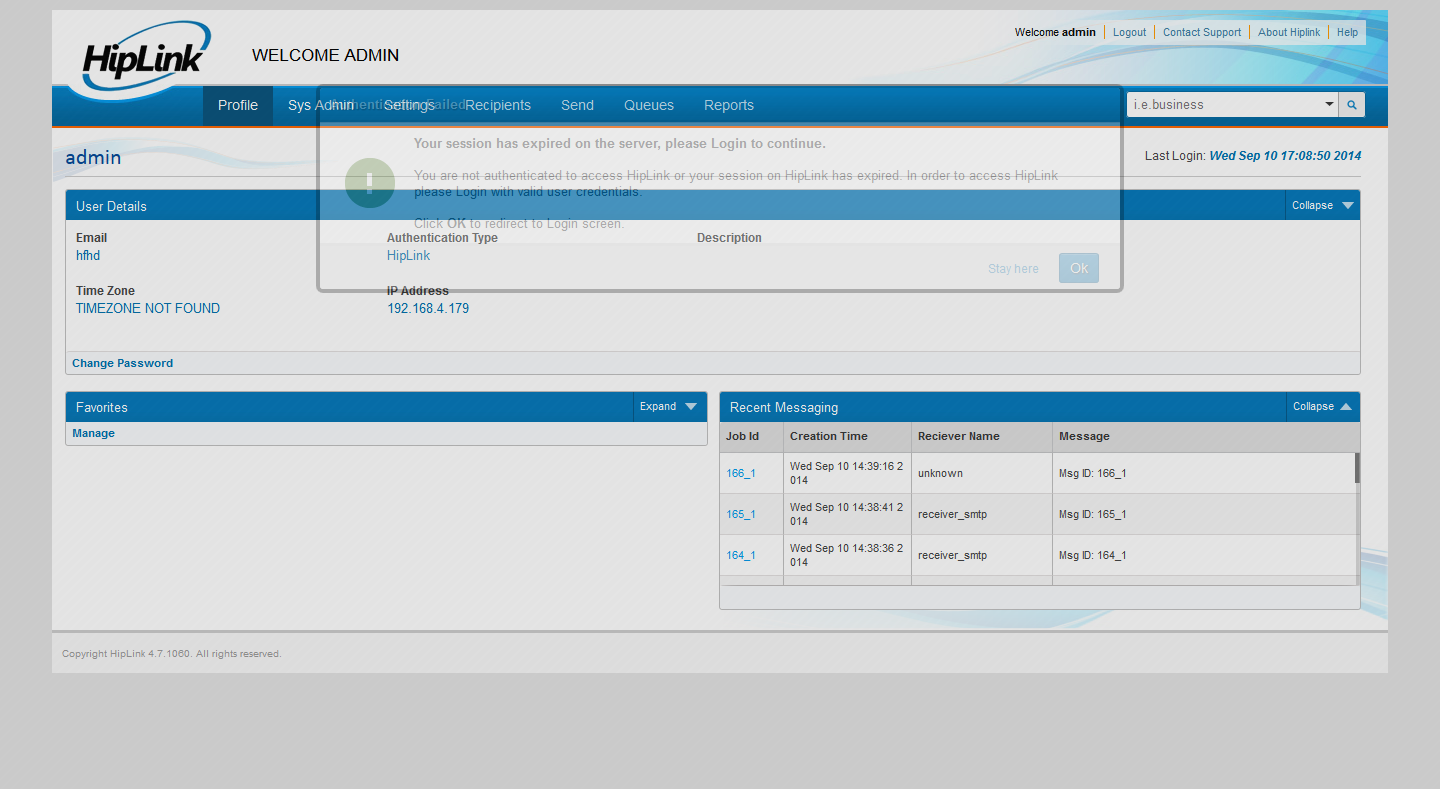 HipLink
WELCOME ADMIN
Welcome admin
Logout
Contact Support
About Hiplink
Help
Profile
Sys Admin
Settings
Recipients
Send
Queues
Reports
i.e.business
Authentication Failed
Your session has expired on the server, please Login to continue.
You are not authenticated to access HipLink or your session on HipLink has expired. In order to access HipLink
please Login with valid user credentials.
Click OK to redirect to Login screen.
Stay here
Ok
admin
Last Login: Wed Sep 10 17:08:50 2014
User Details
Collapse
Email
Authentication Type
Description
hfhd
HipLink
Time Zone
IP Address
TIMEZONE NOT FOUND
192.168.4.179
Change Password
Favorites
Expand
Manage
Recent Messaging
Collapse
Job Id
Creation Time
Reciever Name
Message
166_1
Wed Sep 10 14:39:16 2
014
unknown
Msg ID: 166_1
165_1
Wed Sep 10 14:38:41 2
014
receiver_smtp
Msg ID: 165_1
164_1
Wed Sep 10 14:38:36 2
014
receiver_smtp
Msg ID: 164_1
Copyright HipLink 4.7.1060. All rights reserved.